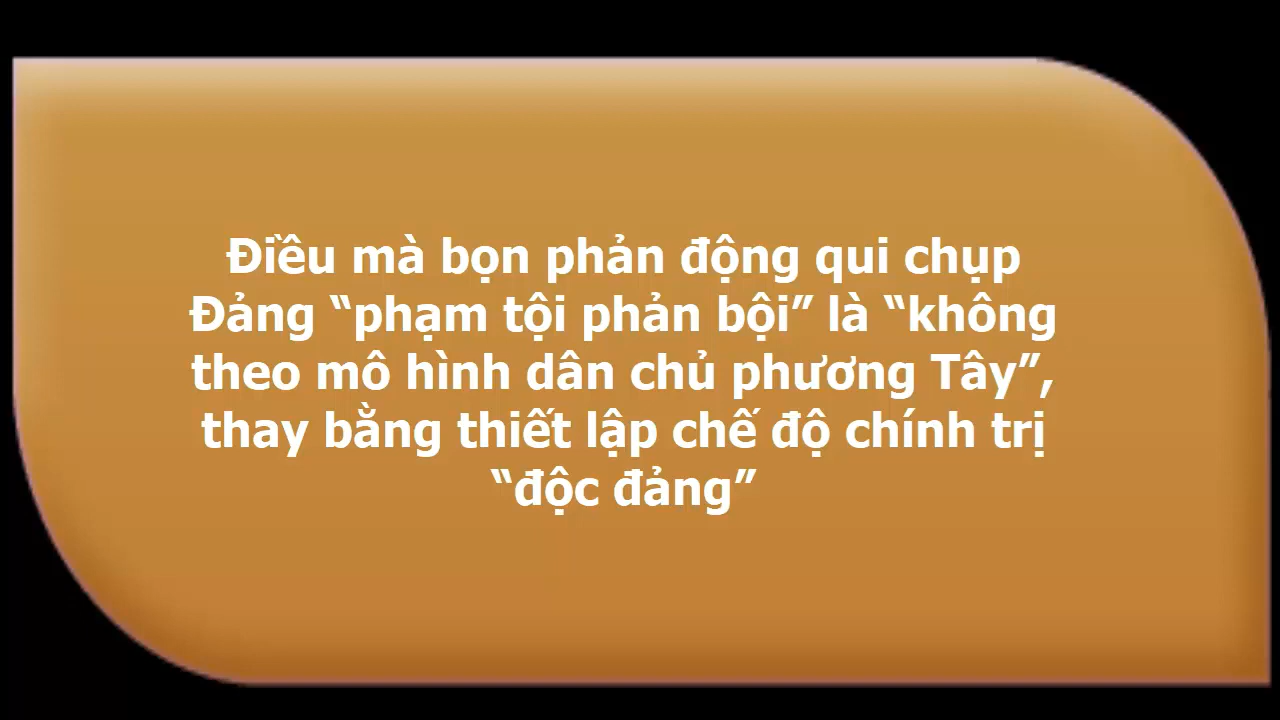 Điều mà bọn phản động qui chụp
Đảng “phạm tội phản bội” là “không
theo mô hình dân chủ phương Tây”,
thay bằng thiết lập chế độ chính trị
“độc đảng”